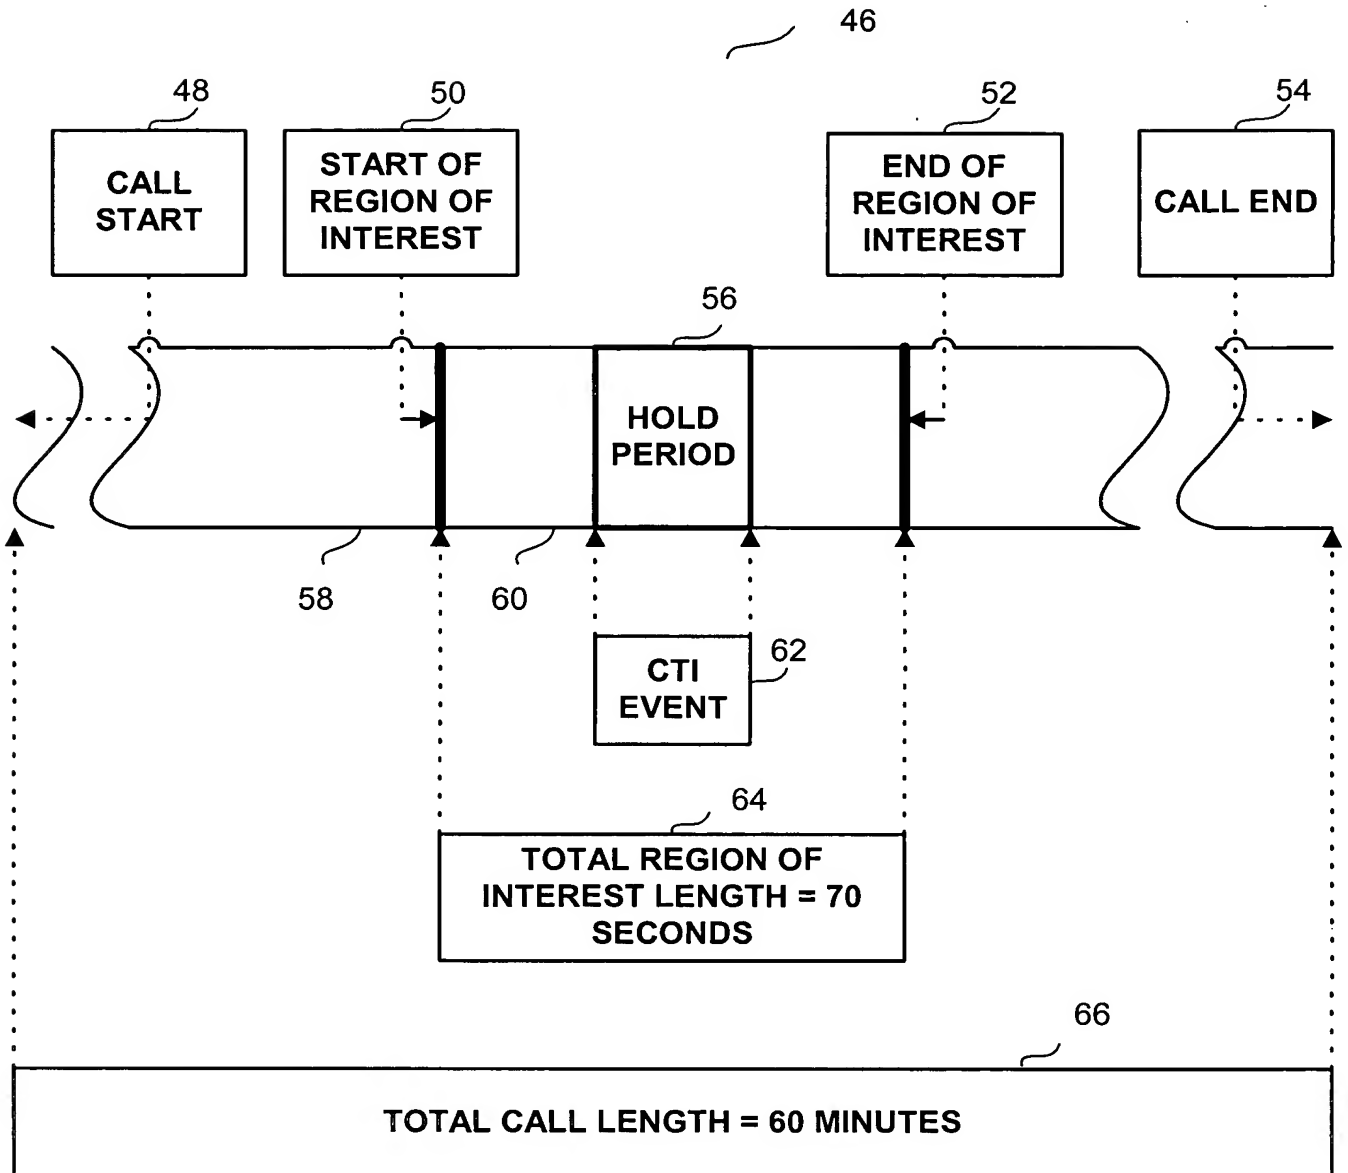 46
48
50
52
54
CALL
START
START OF
REGION OF
INTEREST
END OF
REGION OF
INTEREST
CALL END
56
HOLD
PERIOD
58
60
CTI
EVENT
62
64
TOTAL REGION OF
INTEREST LENGTH = 70
SECONDS
66
TOTAL CALL LENGTH = 60 MINUTES